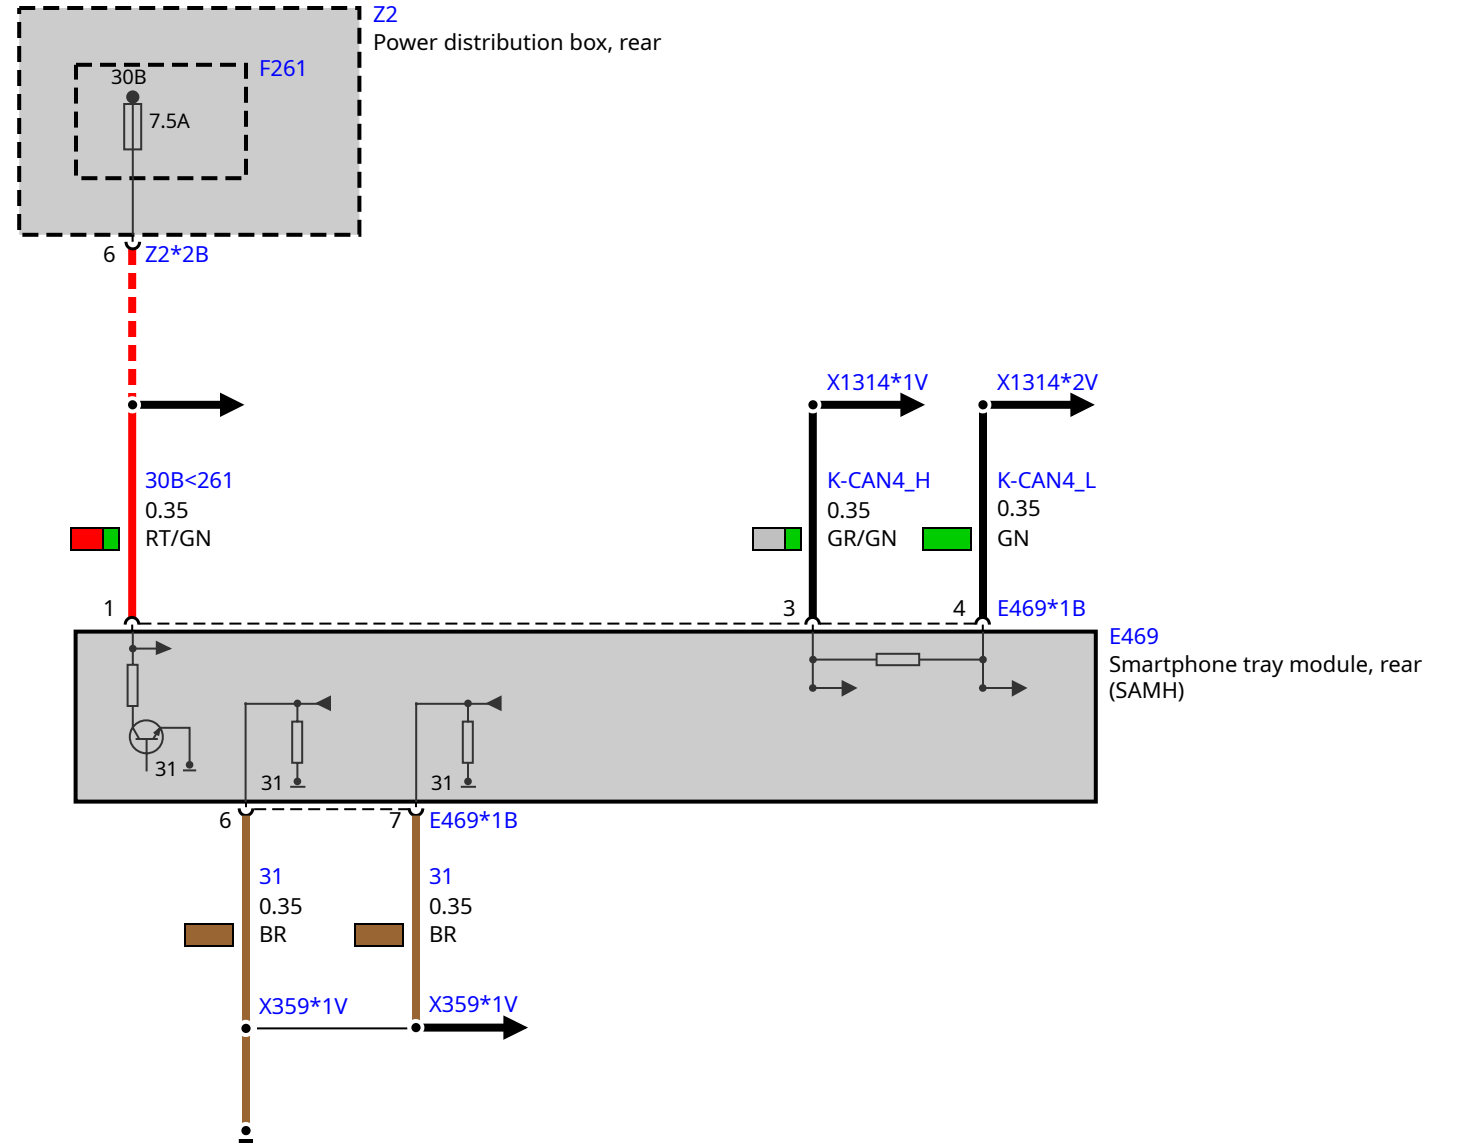 Z2
Power distribution box, rear
F261
30B
7.5A
6
Z2*2B
X1314*1V
X1314*2V
30B<261
0.35
RT/GN
K-CAN4_H
0.35
GR/GN
K-CAN4_L
0.35
GN
1
3
4
E469*1B
E469
Smartphone tray module, rear
(SAMH)
31
31
31
6
7
E469*1B
31
0.35
BR
31
0.35
BR
X359*1V
X359*1V